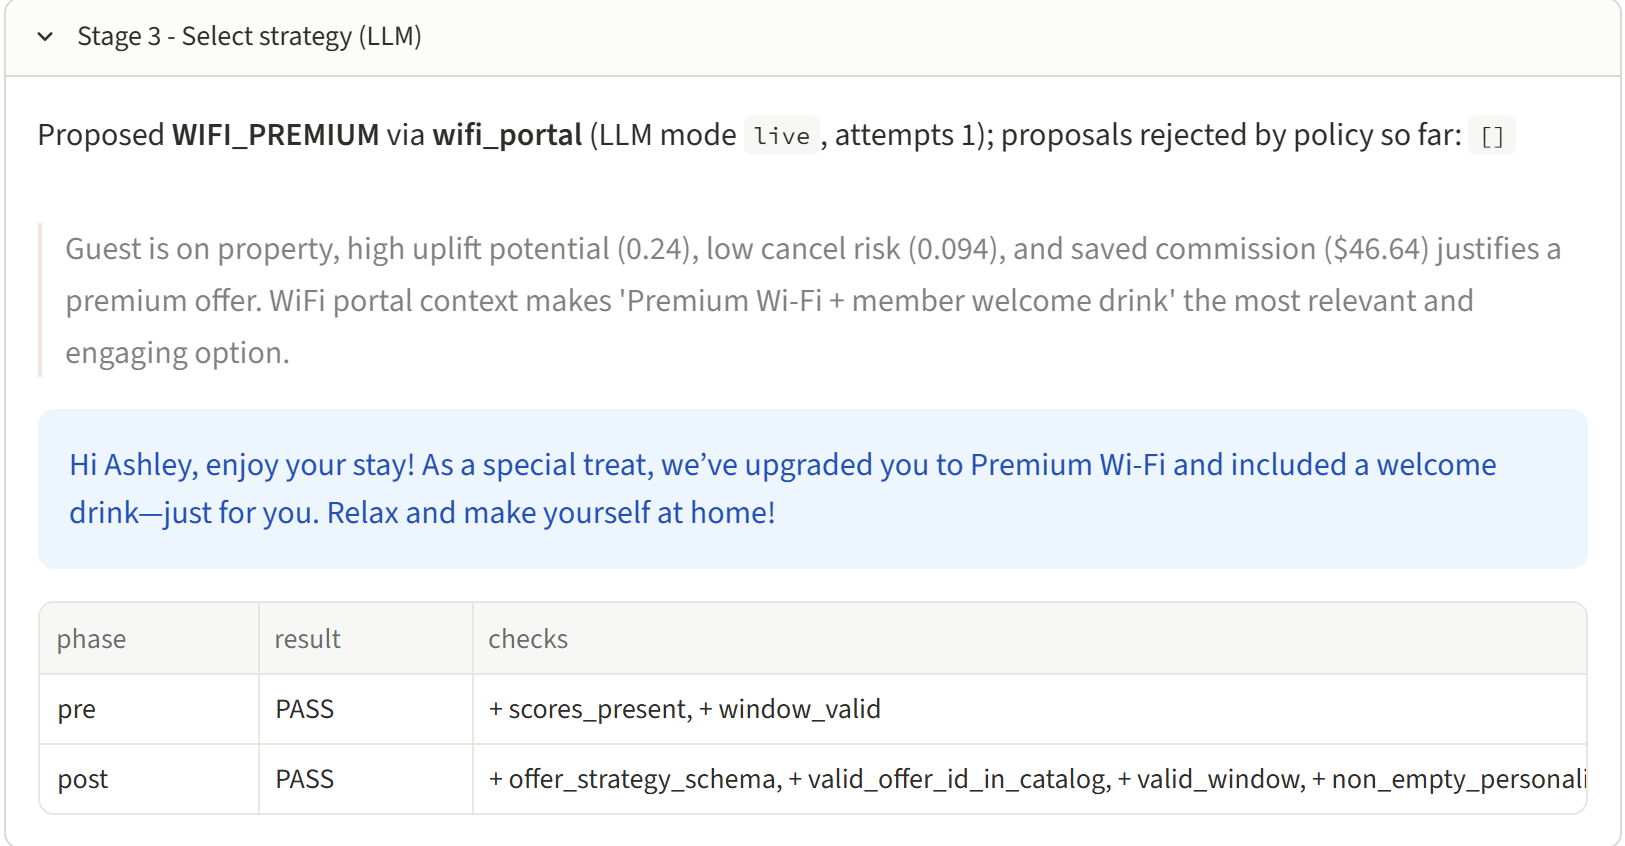 Stage 3 - Select strategy (LLM)
Proposed WIFI_PREMIUM via wifi_portal (LLM mode live, attempts 1); proposals rejected by policy so far: []
Guest is on property, high uplift potential (0.24), low cancel risk (0.094), and saved commission ($46.64) justifies a
premium offer. WiFi portal context makes 'Premium Wi-Fi + member welcome drink' the most relevant and
engaging option.
Hi Ashley, enjoy your stay! As a special treat, we’ve upgraded you to Premium Wi-Fi and included a welcome
drink—just for you. Relax and make yourself at home!
phase result checks
pre PASS + scores_present, + window_valid
post PASS + offer_strategy_schema, + valid_offer_id_in_catalog, + valid_window, + non_empty_personali